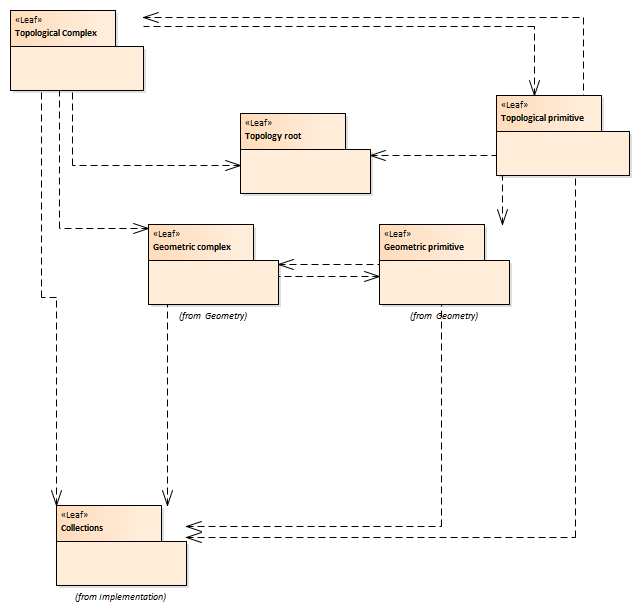 «Leaf»
Topological Complex
«Leaf»
Topological primitive
«Leaf»
Topology root
«Leaf»
Geometric complex
(from Geometry)
«Leaf»
Geometric primitive
(from Geometry)
«Leaf»
Collections
(from Implementation)